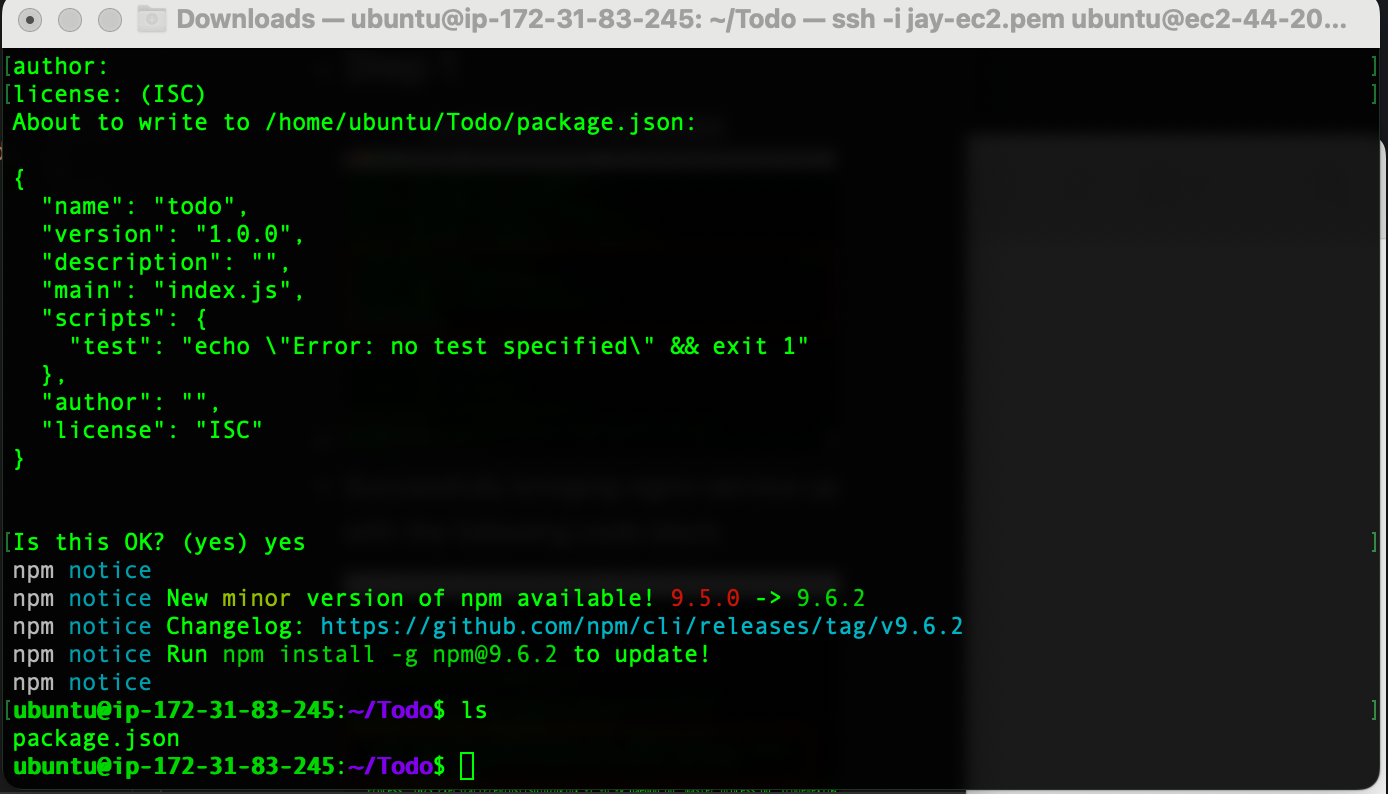 Downloads — ubuntu@ip-172-31-83-245: ~/Todo — ssh -i jay-ec2.pem ubuntu@ec2-44-20...
[author: ]
[license: (ISC) ]
About to write to /home/ubuntu/Todo/package.json:
{
  "name": "todo",
  "version": "1.0.0",
  "description": "",
  "main": "index.js",
  "scripts": {
    "test": "echo \"Error: no test specified\" && exit 1"
  },
  "author": "",
  "license": "ISC"
}
[Is this OK? (yes) yes ]
npm notice
npm notice New minor version of npm available! 9.5.0 -> 9.6.2
npm notice Changelog: https://github.com/npm/cli/releases/tag/v9.6.2
npm notice Run npm install -g npm@9.6.2 to update!
npm notice
[ubuntu@ip-172-31-83-245:~/Todo$ ls ]
package.json
ubuntu@ip-172-31-83-245:~/Todo$